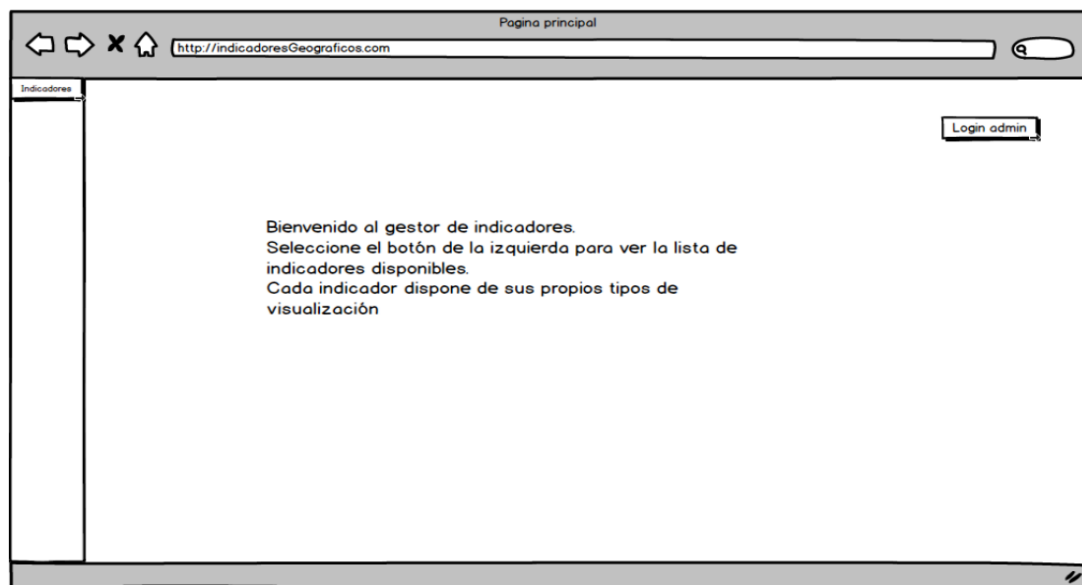 Pagina principal
http://indicadoresGeograficos.com
Indicadores
Login admin
Bienvenido al gestor de indicadores.
Seleccione el botón de la izquierda para ver la lista de
indicadores disponibles.
Cada indicador dispone de sus propios tipos de
visualización